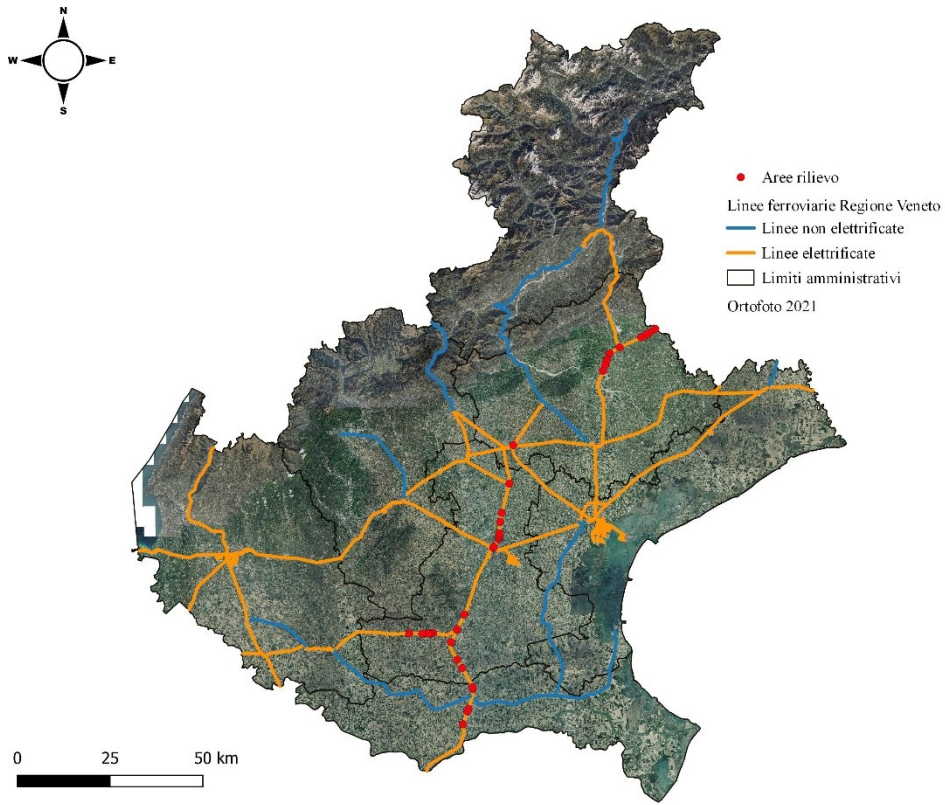 N
W E
S
Aree rilievo
Linee ferroviarie Regione Veneto
Linee non elettrificate
Linee elettrificate
Limiti amministrativi
Ortofoto 2021
0 25 50 km